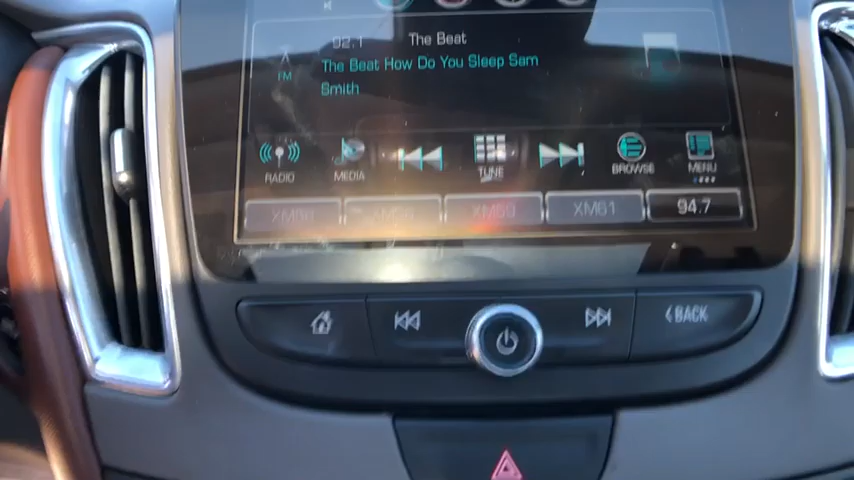 92.1 The Beat
FM
The Beat How Do You Sleep Sam
Smith
RADIO MEDIA TUNE BROWSE MENU
XM61 94.7
BACK